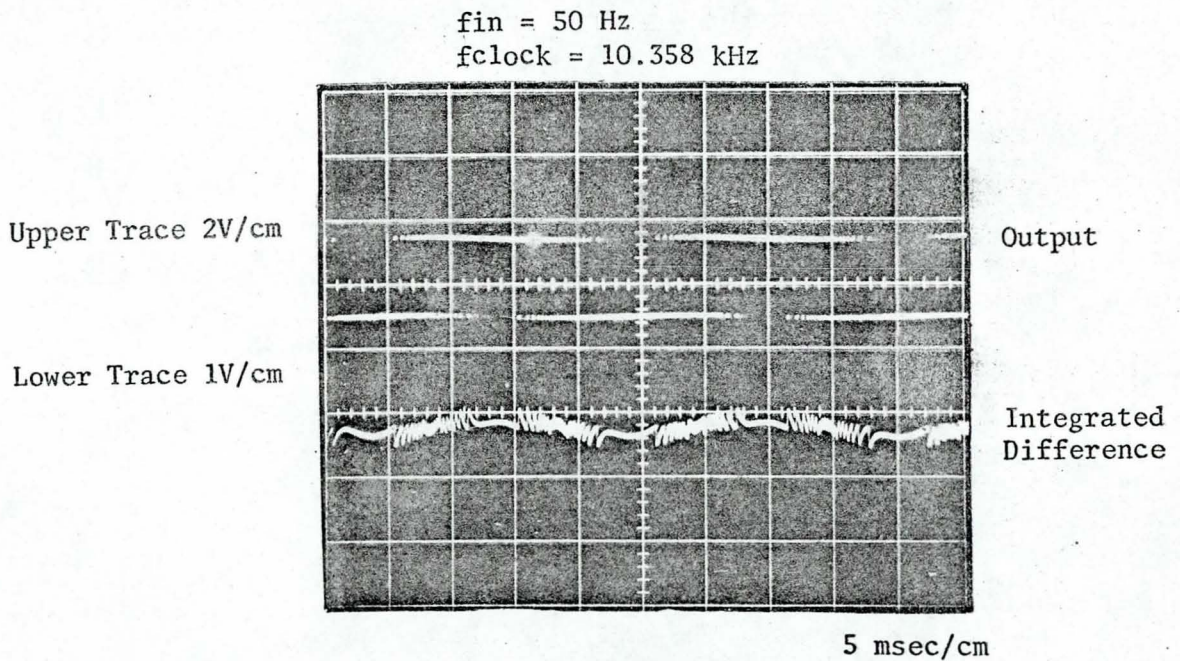 fin = 50 Hz
fclock = 10.358 kHz
Upper Trace 2V/cm
Output
Lower Trace 1V/cm
Integrated
Difference
5 msec/cm